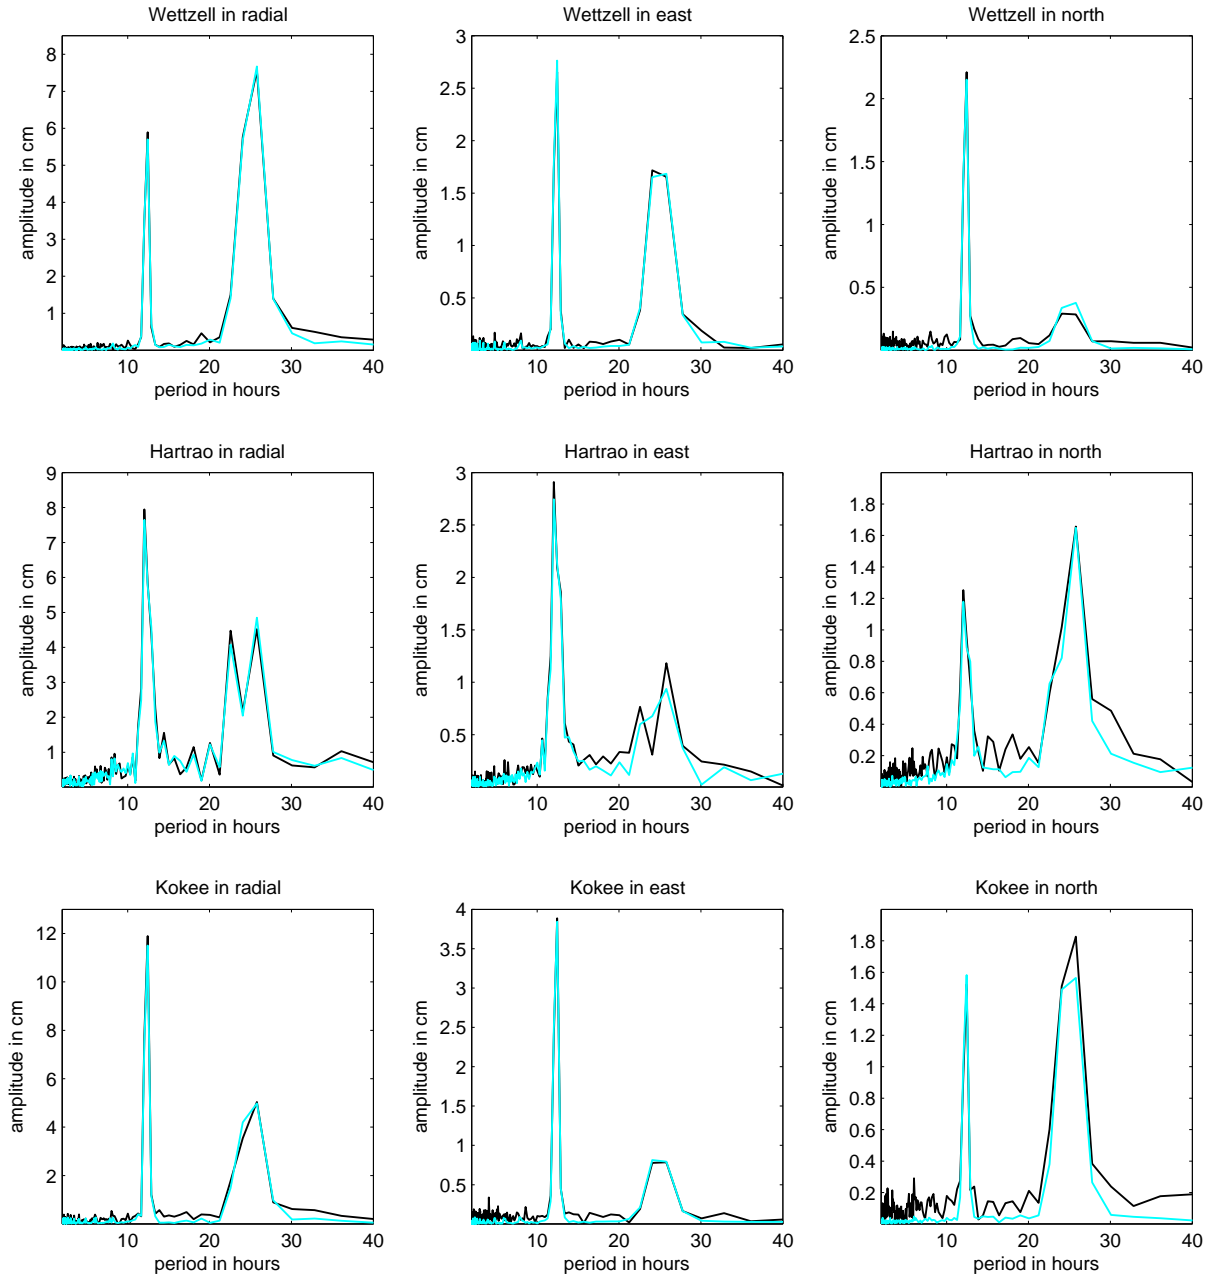 Wettzell in radial
8
7
6
5
4
3
2
1
amplitude in cm
10 20 30 40
period in hours
Wettzell in east
3
2.5
2
1.5
1
0.5
amplitude in cm
10 20 30 40
period in hours
Wettzell in north
2.5
2
1.5
1
0.5
amplitude in cm
10 20 30 40
period in hours
Hartrao in radial
9
8
7
6
5
4
3
2
1
amplitude in cm
10 20 30 40
period in hours
Hartrao in east
3
2.5
2
1.5
1
0.5
amplitude in cm
10 20 30 40
period in hours
Hartrao in north
1.8
1.6
1.4
1.2
1
0.8
0.6
0.4
0.2
amplitude in cm
10 20 30 40
period in hours
Kokee in radial
12
10
8
6
4
2
amplitude in cm
10 20 30 40
period in hours
Kokee in east
4
3.5
3
2.5
2
1.5
1
0.5
amplitude in cm
10 20 30 40
period in hours
Kokee in north
1.8
1.6
1.4
1.2
1
0.8
0.6
0.4
0.2
amplitude in cm
10 20 30 40
period in hours